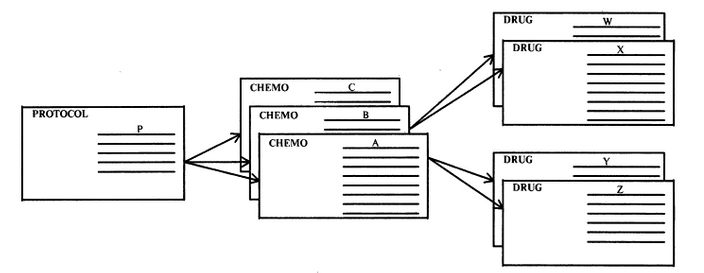 PROTOCOL
P
CHEMO C
CHEMO B
CHEMO A
DRUG W
DRUG X
DRUG Y
DRUG Z